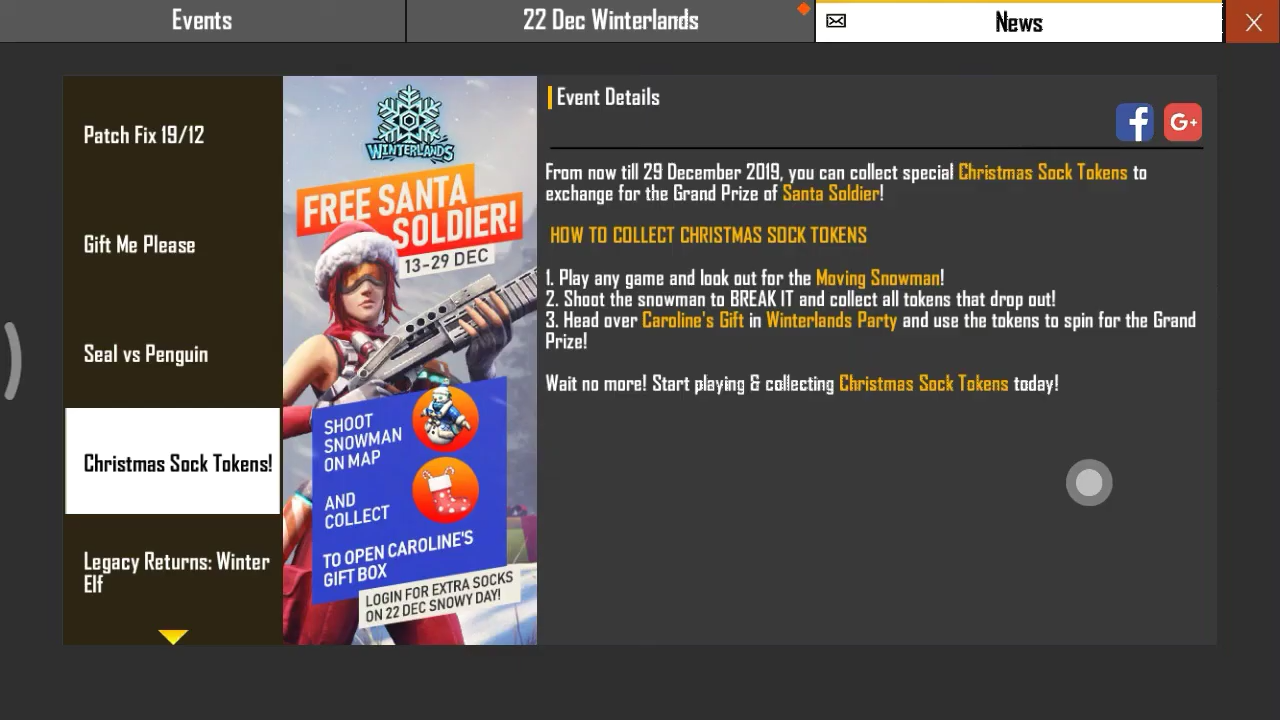 Events
22 Dec Winterlands
News
Patch Fix 19/12
Gift Me Please
Seal vs Penguin
Christmas Sock Tokens!
Legacy Returns: Winter
Elf
WINTERLANDS
FREE SANTA
SOLDIER!
13-29 DEC
SHOOT
SNOWMAN
ON MAP
AND
COLLECT
TO OPEN CAROLINE'S
GIFT BOX
LOGIN FOR EXTRA SOCKS
ON 22 DEC SNOWY DAY!
Event Details
f
G+
From now till 29 December 2019, you can collect special Christmas Sock Tokens to
exchange for the Grand Prize of Santa Soldier!
HOW TO COLLECT CHRISTMAS SOCK TOKENS
1. Play any game and look out for the Moving Snowman!
2. Shoot the snowman to BREAK IT and collect all tokens that drop out!
3. Head over Caroline's Gift in Winterlands Party and use the tokens to spin for the Grand
Prize!
Wait no more! Start playing & collecting Christmas Sock Tokens today!